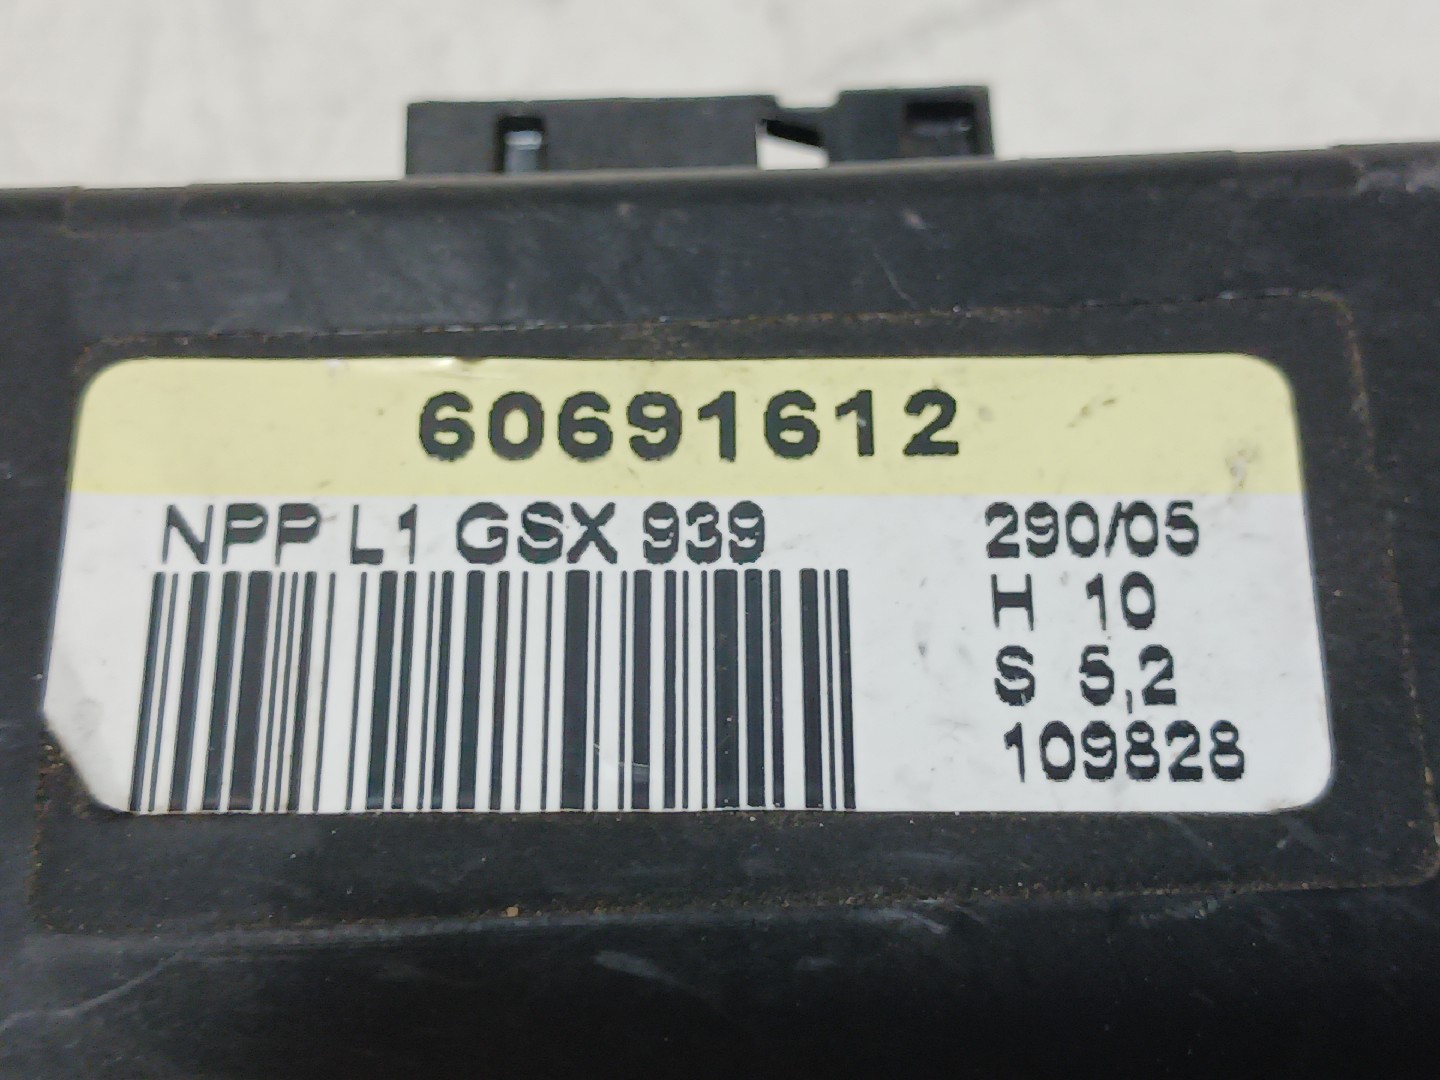 60691612
NPP L1 GSX 939
290/05
H 10
S 5,2
109828